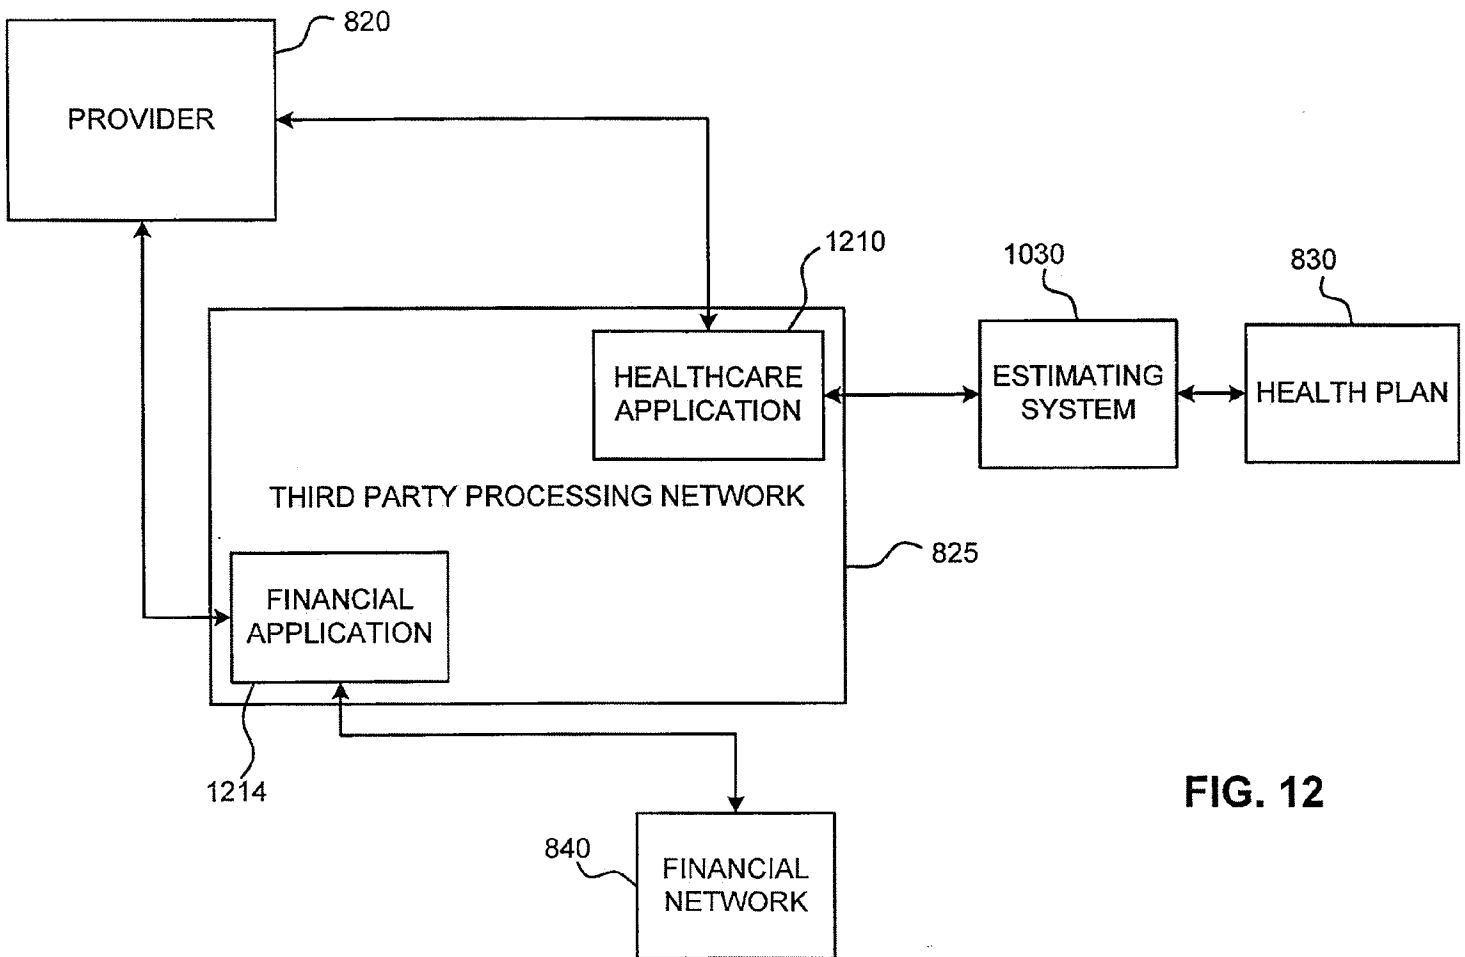 820
PROVIDER
1210
1030
830
HEALTHCARE
APPLICATION
ESTIMATING
SYSTEM
HEALTH PLAN
THIRD PARTY PROCESSING NETWORK
825
FINANCIAL
APPLICATION
1214
FIG. 12
840
FINANCIAL
NETWORK